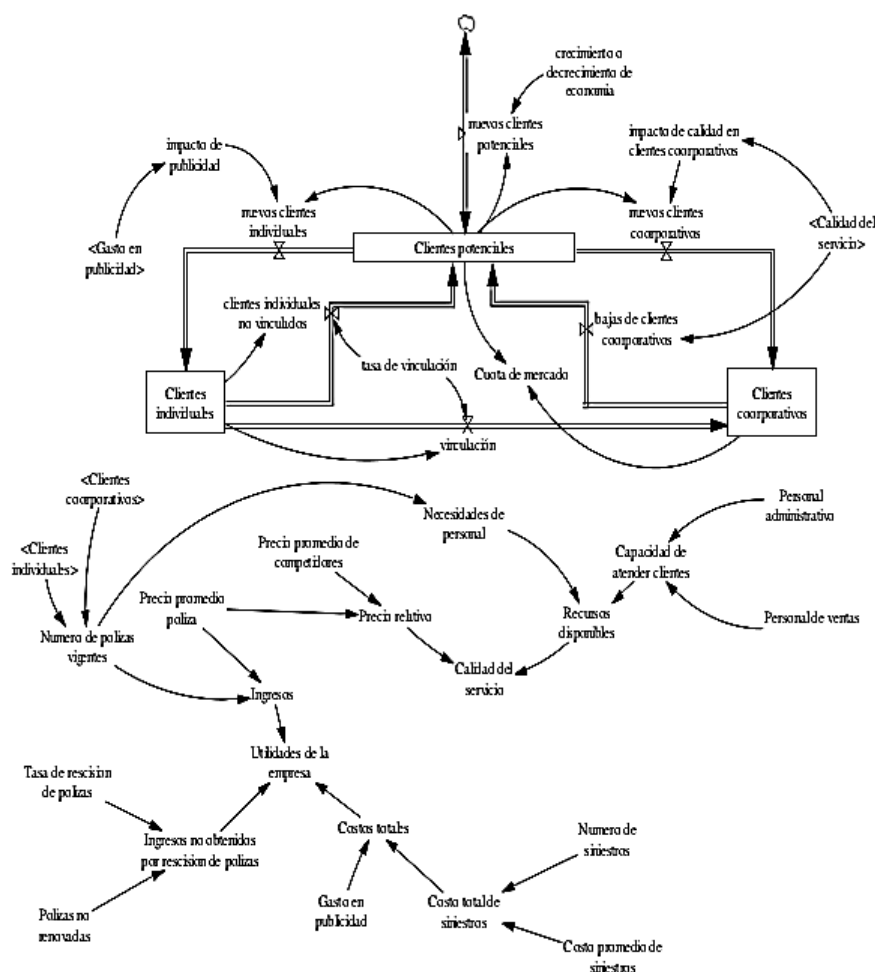 crecimiento o
decrecimiento de
economia
nuevos clientes
potenciales
impacto de
publicidad
impacto de calidad en
clientes coorporativos
nuevos clientes
individuales
nuevos clientes
coorporativos
<Gasto en
publicidad>
<Calidad del
servicio>
Clientes potenciales
clientes individuales
no vinculados
bajas de clientes
coorporativos
tasa de vinculación
Cuota de mercado
Clientes
individuales
Clientes
coorporativos
vinculación
<Clientes
coorporativos>
<Clientes
individuales>
Necesidades de
personal
Personal
administrativo
Precio promedio de
competidores
Capacidad de
atender clientes
Precio promedio
poliza
Precio relativo
Recursos
disponibles
Personal de ventas
Numero de polizas
vigentes
Calidad del
servicio
Ingresos
Utilidades de la
empresa
Tasa de rescision
de polizas
Ingresos no obtenidos
por rescision de polizas
Costos totales
Numero de
siniestros
Polizas no
renovadas
Gasto en
publicidad
Costo total de
siniestros
Costo promedio de
siniestros